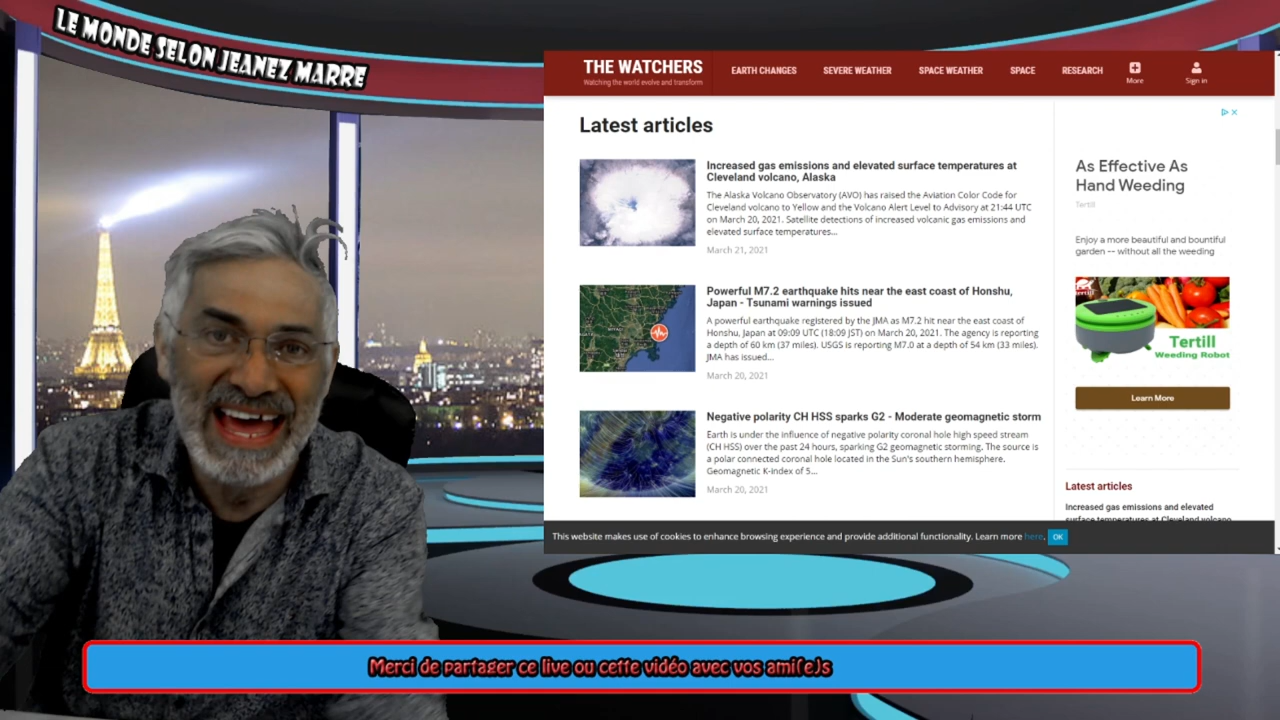 LE MONDE SELON JEANEZ MARRE
THE WATCHERS
Watching the world evolve and transform
EARTH CHANGES
SEVERE WEATHER
SPACE WEATHER
SPACE
RESEARCH
More
Sign in
Latest articles
Increased gas emissions and elevated surface temperatures at
Cleveland volcano, Alaska
The Alaska Volcano Observatory (AVO) has raised the Aviation Color Code for
Cleveland volcano to Yellow and the Volcano Alert Level to Advisory at 21:44 UTC
on March 20, 2021. Satellite detections of increased volcanic gas emissions and
elevated surface temperatures...
March 21, 2021
Powerful M7.2 earthquake hits near the east coast of Honshu,
Japan - Tsunami warnings issued
A powerful earthquake registered by the JMA as M7.2 hit near the east coast of
Honshu, Japan at 09:09 UTC (18:09 JST) on March 20, 2021. The agency is reporting
a depth of 60 km (37 miles). USGS is reporting M7.0 at a depth of 54 km (33 miles).
JMA has issued...
March 20, 2021
Negative polarity CH HSS sparks G2 - Moderate geomagnetic storm
Earth is under the influence of negative polarity coronal hole high speed stream
(CH HSS) over the past 24 hours, sparking G2 geomagnetic storming. The source is
a polar connected coronal hole located in the Sun's southern hemisphere.
Geomagnetic K-index of 5...
March 20, 2021
As Effective As
Hand Weeding
Tertill
Enjoy a more beautiful and bountiful
garden -- without all the weeding
tertill
Tertill
Weeding Robot
Learn More
Latest articles
Increased gas emissions and elevated
surface temperatures at Cleveland volcano
This website makes use of cookies to enhance browsing experience and provide additional functionality. Learn more here. OK
Merci de partager ce live ou cette vidéo avec vos ami(e)s